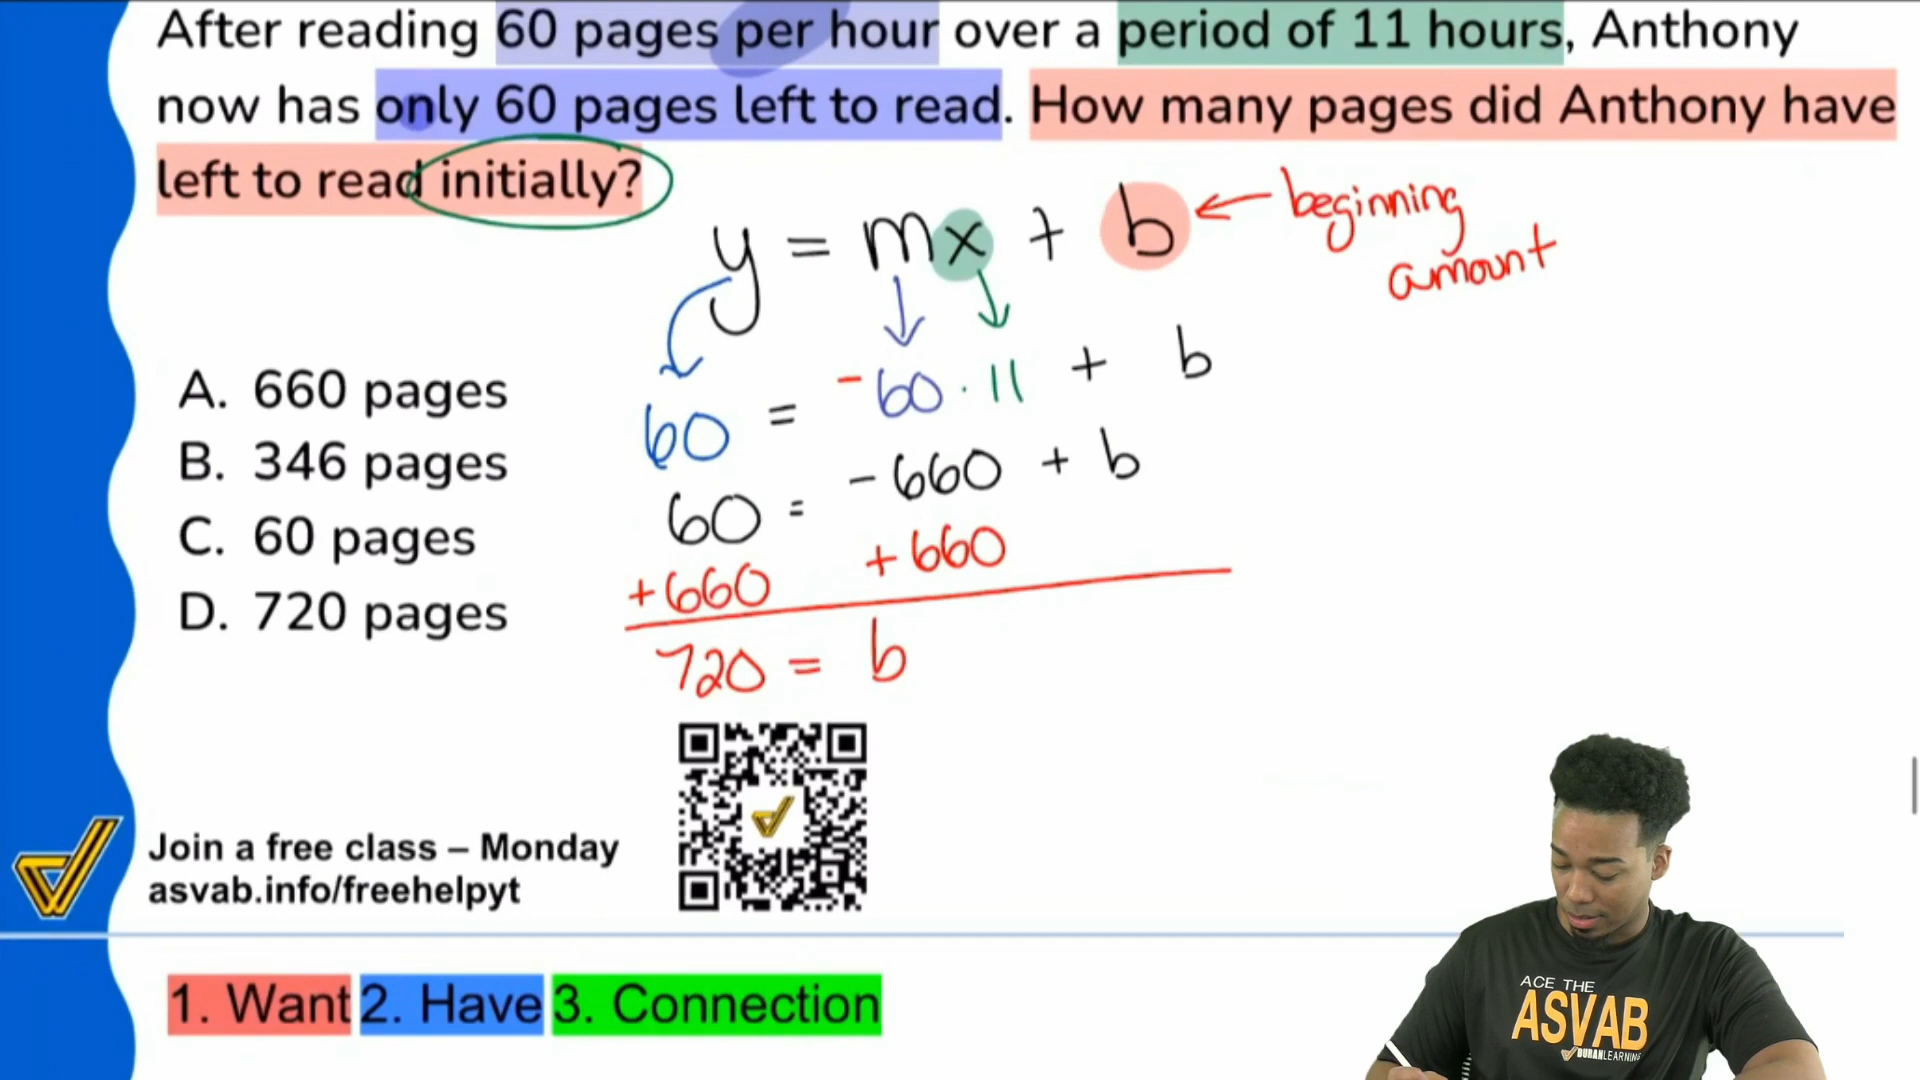 After reading 60 pages per hour over a period of 11 hours, Anthony
now has only 60 pages left to read. How many pages did Anthony have
left to read initially?
y = mx + b ← beginning
amount
A. 660 pages
B. 346 pages
C. 60 pages
D. 720 pages
60 = -60 · 11 + b
60 = -660 + b
+660 +660
720 = b
Join a free class – Monday
asvab.info/freehelpyt
1. Want 2. Have 3. Connection
ACE THE
ASVAB
DURAN LEARNING